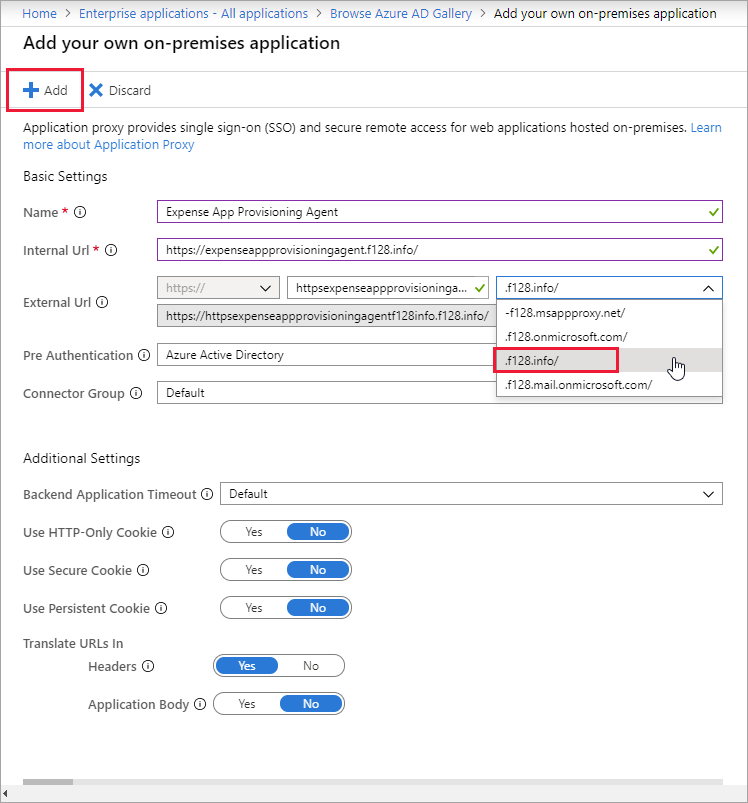 Home > Enterprise applications - All applications > Browse Azure AD Gallery > Add your own on-premises application
Add your own on-premises application
Add Discard
Application proxy provides single sign-on (SSO) and secure remote access for web applications hosted on-premises. Learn
more about Application Proxy
Basic Settings
Name * Expense App Provisioning Agent
Internal Url * https://expenseappprovisioningagent.f128.info/
External Url https:// httpsexpenseappprovisioninga... .f128.info/
https://httpsexpenseappprovisioningagentf128info.f128.info/
-f128.msappproxy.net/
.f128.onmicrosoft.com/
.f128.info/
.f128.mail.onmicrosoft.com/
Pre Authentication Azure Active Directory
Connector Group Default
Additional Settings
Backend Application Timeout Default
Use HTTP-Only Cookie Yes No
Use Secure Cookie Yes No
Use Persistent Cookie Yes No
Translate URLs In
Headers Yes No
Application Body Yes No